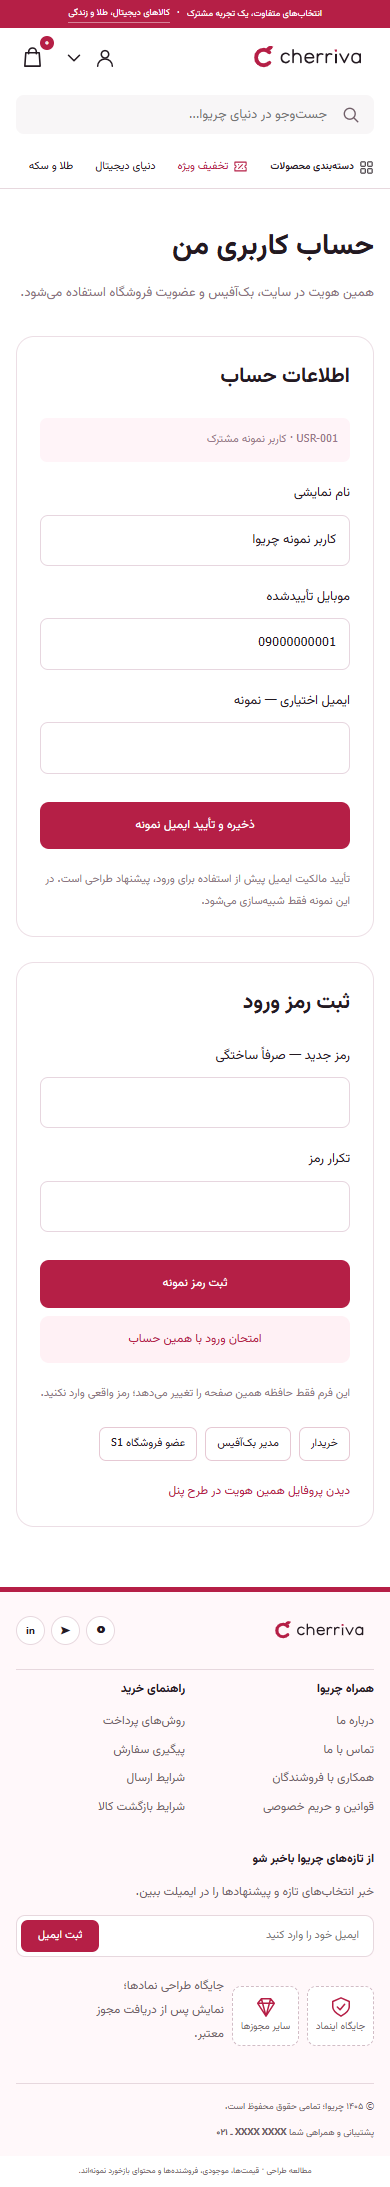 انتخاب‌های متفاوت، یک تجربه مشترک · کالاهای دیجیتال، طلا و زندگی
cherriva
جست‌وجو در دنیای چریوا...
دسته‌بندی محصولات
تخفیف ویژه
دنیای دیجیتال
طلا و سکه
حساب کاربری من
همین هویت در سایت، بک‌آفیس و عضویت فروشگاه استفاده می‌شود.
اطلاعات حساب
USR-001 · کاربر نمونه مشترک
نام نمایشی
کاربر نمونه چریوا
موبایل تأییدشده
09000000001
ایمیل اختیاری — نمونه
ذخیره و تأیید ایمیل نمونه
تأیید مالکیت ایمیل پیش از استفاده برای ورود، پیشنهاد طراحی است. در
این نمونه فقط شبیه‌سازی می‌شود.
ثبت رمز ورود
رمز جدید — صرفاً ساختگی
تکرار رمز
ثبت رمز نمونه
امتحان ورود با همین حساب
این فرم فقط حافظه همین صفحه را تغییر می‌دهد؛ رمز واقعی وارد نکنید.
خریدار
مدیر بک‌آفیس
عضو فروشگاه S1
دیدن پروفایل همین هویت در طرح پنل
cherriva
in
همراه چریوا
درباره ما
تماس با ما
همکاری با فروشندگان
قوانین و حریم خصوصی
راهنمای خرید
روش‌های پرداخت
پیگیری سفارش
شرایط ارسال
شرایط بازگشت کالا
از تازه‌های چریوا باخبر شو
خبر انتخاب‌های تازه و پیشنهادها را در ایمیلت ببین.
ایمیل خود را وارد کنید
ثبت ایمیل
جایگاه اینماد
سایر مجوزها
جایگاه طراحی نمادها؛
نمایش پس از دریافت مجوز
معتبر.
© ۱۴۰۵ چریوا؛ تمامی حقوق محفوظ است.
پشتیبانی و همراهی شما ۰۲۱ - XXXX XXXX
مطالعه طراحی · قیمت‌ها، موجودی، فروشنده‌ها و محتوای بازخورد نمونه‌اند.